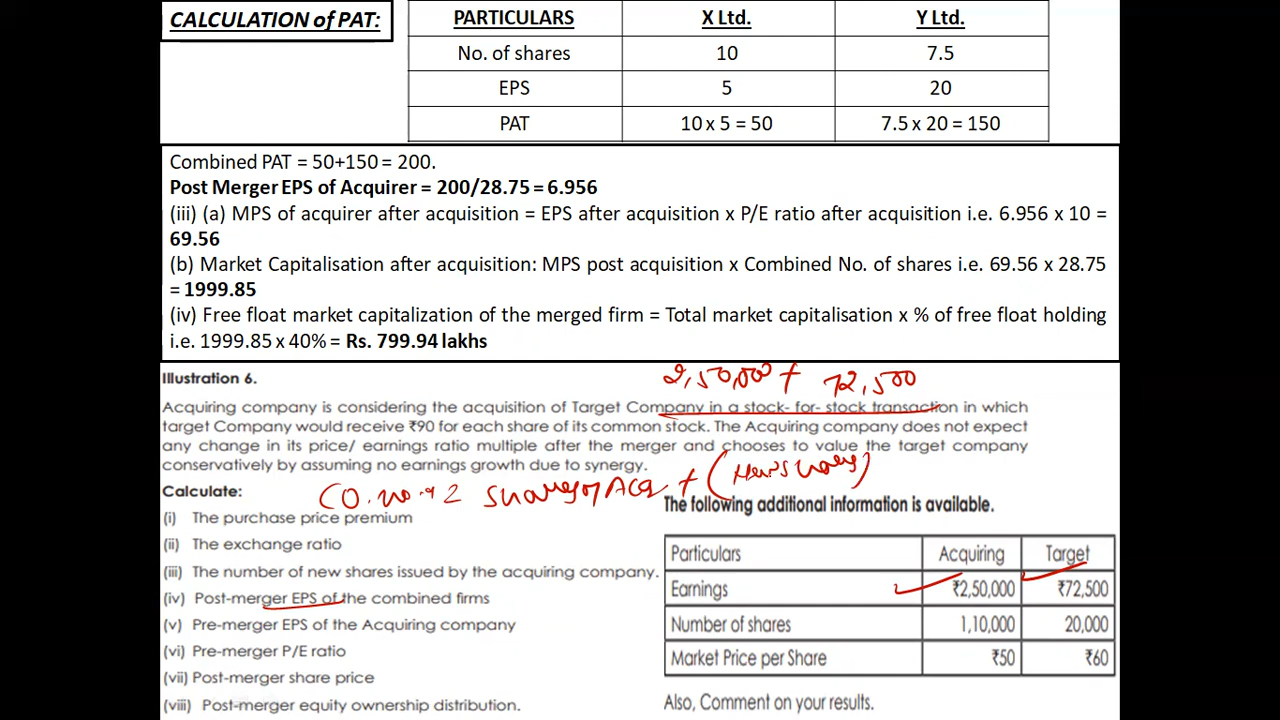 CALCULATION of PAT:
PARTICULARS X Ltd. Y Ltd.
No. of shares 10 7.5
EPS 5 20
PAT 10 x 5 = 50 7.5 x 20 = 150
Combined PAT = 50+150 = 200.
Post Merger EPS of Acquirer = 200/28.75 = 6.956
(iii) (a) MPS of acquirer after acquisition = EPS after acquisition x P/E ratio after acquisition i.e. 6.956 x 10 =
69.56
(b) Market Capitalisation after acquisition: MPS post acquisition x Combined No. of shares i.e. 69.56 x 28.75
= 1999.85
(iv) Free float market capitalization of the merged firm = Total market capitalisation x % of free float holding
i.e. 1999.85 x 40% = Rs. 799.94 lakhs
2,50,000 + 72,500
Illustration 6.
Acquiring company is considering the acquisition of Target Company in a stock- for- stock transaction in which
target Company would receive ₹90 for each share of its common stock. The Acquiring company does not expect
any change in its price/ earnings ratio multiple after the merger and chooses to value the target company
conservatively by assuming no earnings growth due to synergy.
shares of Acq + (
Calculate:
(i) The purchase price premium
(ii) The exchange ratio
(iii) The number of new shares issued by the acquiring company.
(iv) Post-merger EPS of the combined firms
(v) Pre-merger EPS of the Acquiring company
(vi) Pre-merger P/E ratio
(vii) Post-merger share price
(viii) Post-merger equity ownership distribution.
The following additional information is available.
Particulars Acquiring Target
Earnings ₹2,50,000 ₹72,500
Number of shares 1,10,000 20,000
Market Price per Share ₹50 ₹60
Also, Comment on your results.